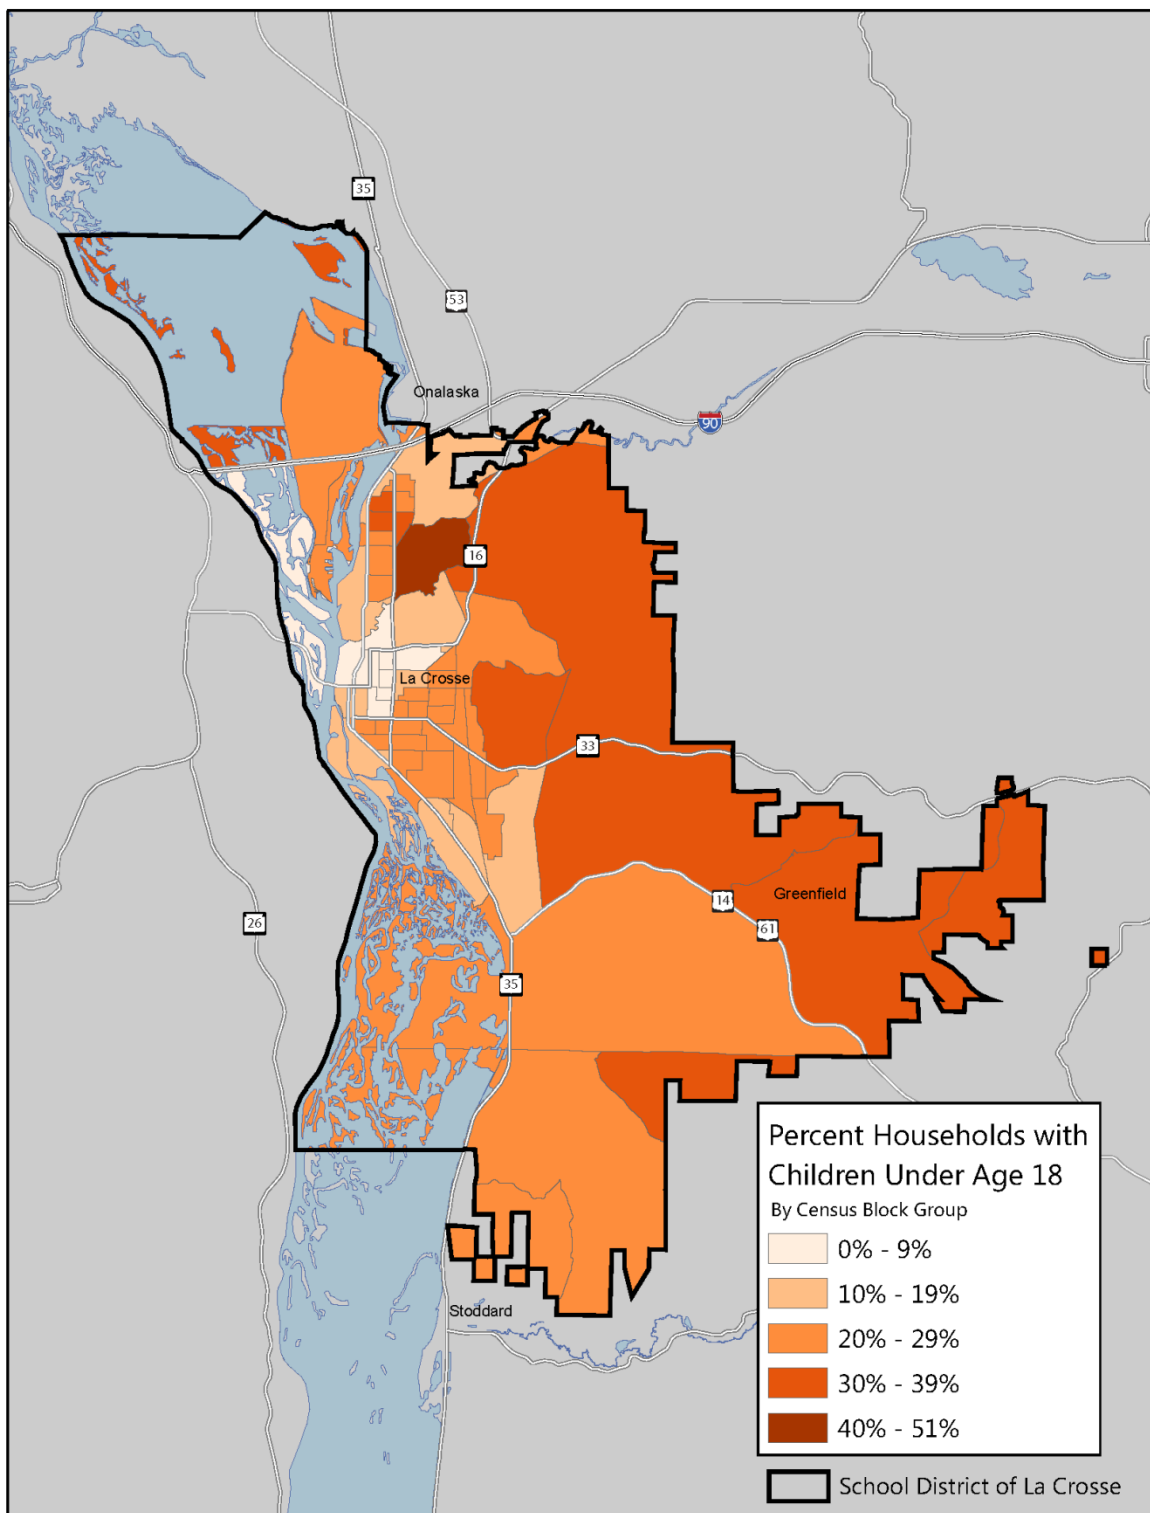 35
53
Onalaska
90
16
La Crosse
33
Greenfield
14
26
61
35
Percent Households with
Children Under Age 18
By Census Block Group
0% - 9%
10% - 19%
Stoddard
20% - 29%
30% - 39%
40% - 51%
School District of La Crosse